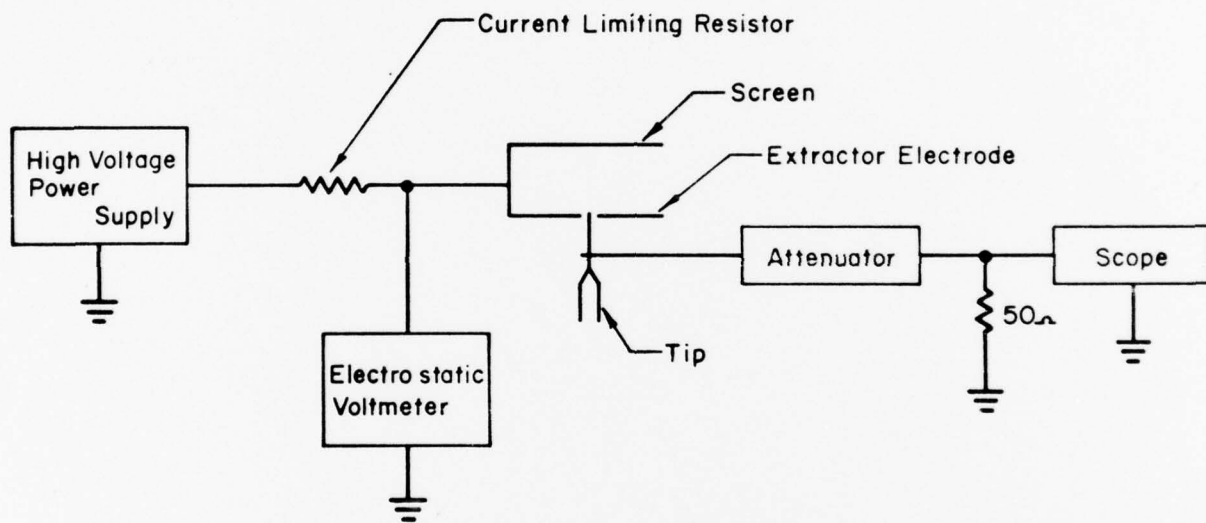 Current Limiting Resistor
Screen
High Voltage
Power
Supply
Extractor Electrode
Attenuator
Scope
50Ω
Tip
Electro static
Voltmeter